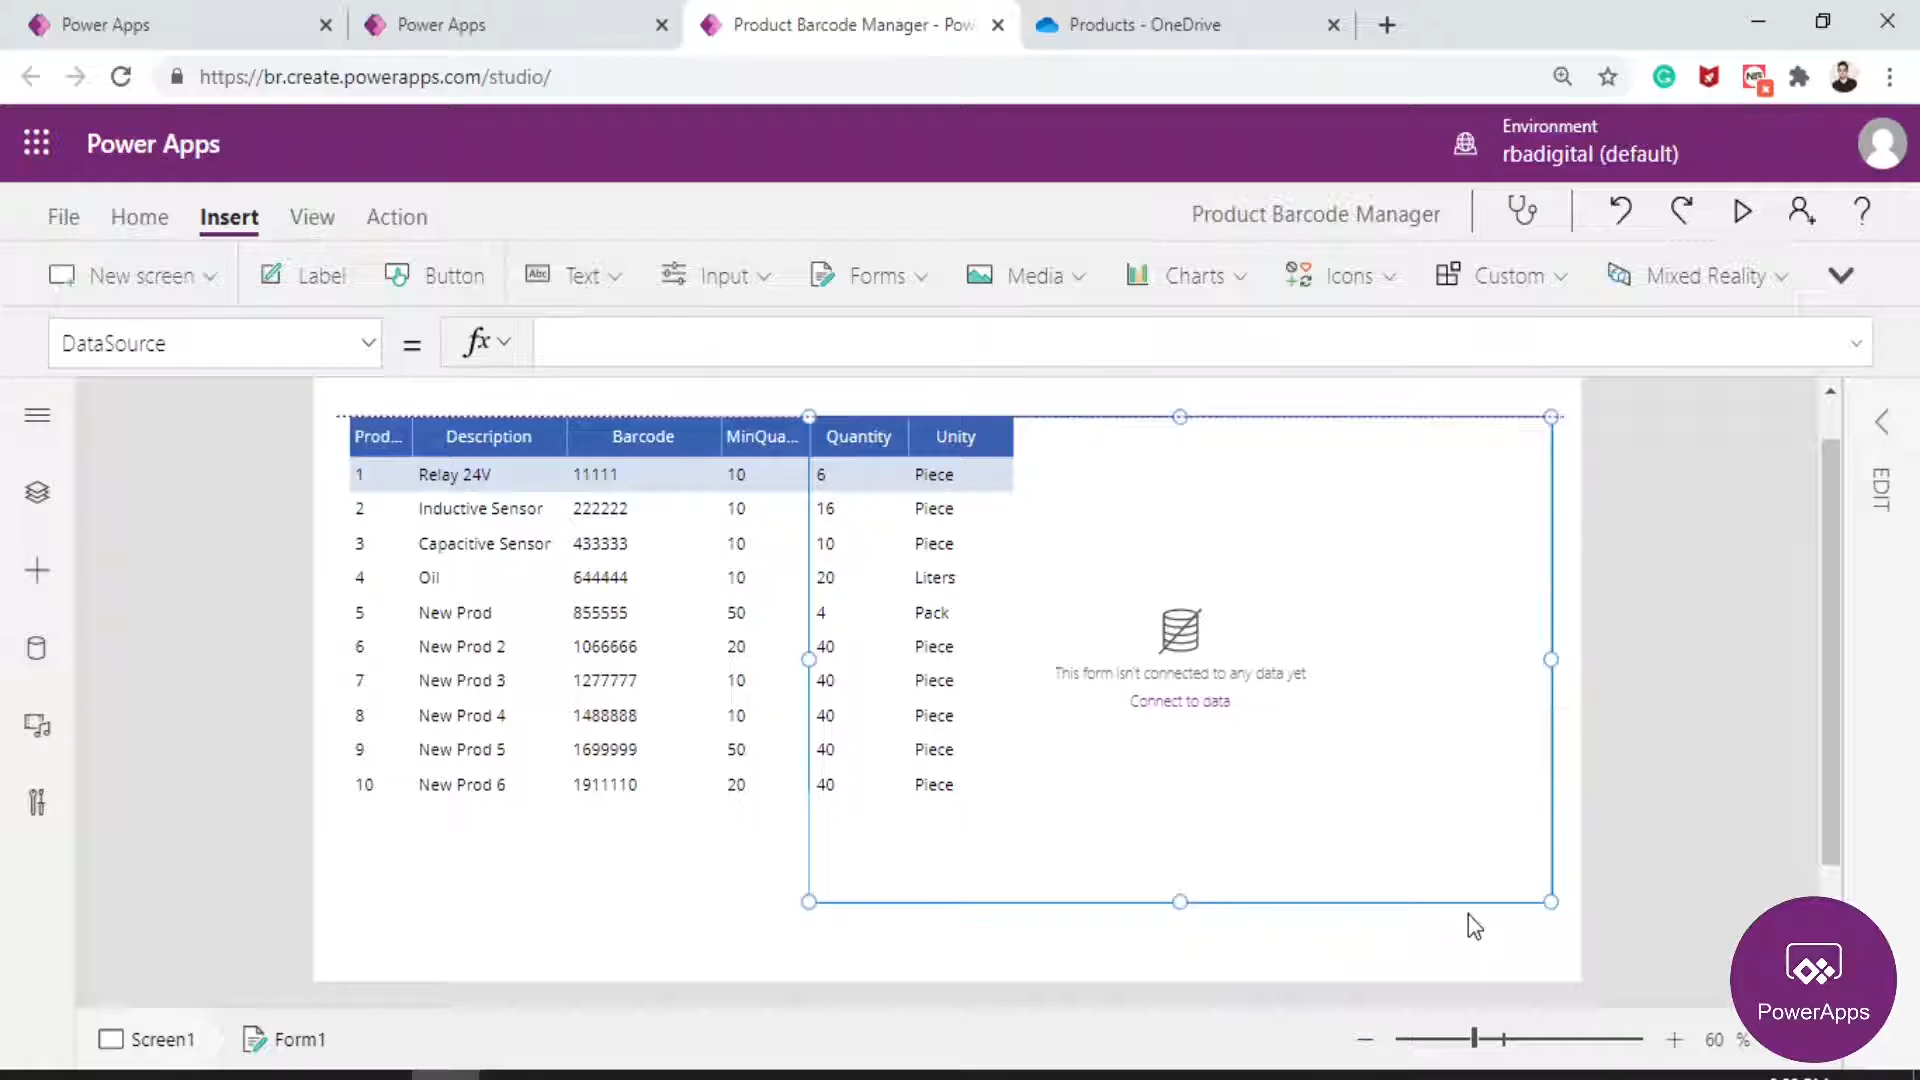 Power Apps
Power Apps
Product Barcode Manager - Pow
Products - OneDrive
https://br.create.powerapps.com/studio/
Power Apps
Environment
rbadigital (default)
File Home Insert View Action
Product Barcode Manager
New screen Label Button Text Input Forms Media Charts Icons Custom Mixed Reality
DataSource = fx
EDIT
Prod... Description Barcode MinQua... Quantity Unity
1 Relay 24V 11111 10 6 Piece
2 Inductive Sensor 222222 10 16 Piece
3 Capacitive Sensor 433333 10 10 Piece
4 Oil 644444 10 20 Liters
5 New Prod 855555 50 4 Pack
6 New Prod 2 1066666 20 40 Piece
7 New Prod 3 1277777 10 40 Piece
8 New Prod 4 1488888 10 40 Piece
9 New Prod 5 1699999 50 40 Piece
10 New Prod 6 1911110 20 40 Piece
This form isn't connected to any data yet
Connect to data
PowerApps
Screen1 Form1
60 %